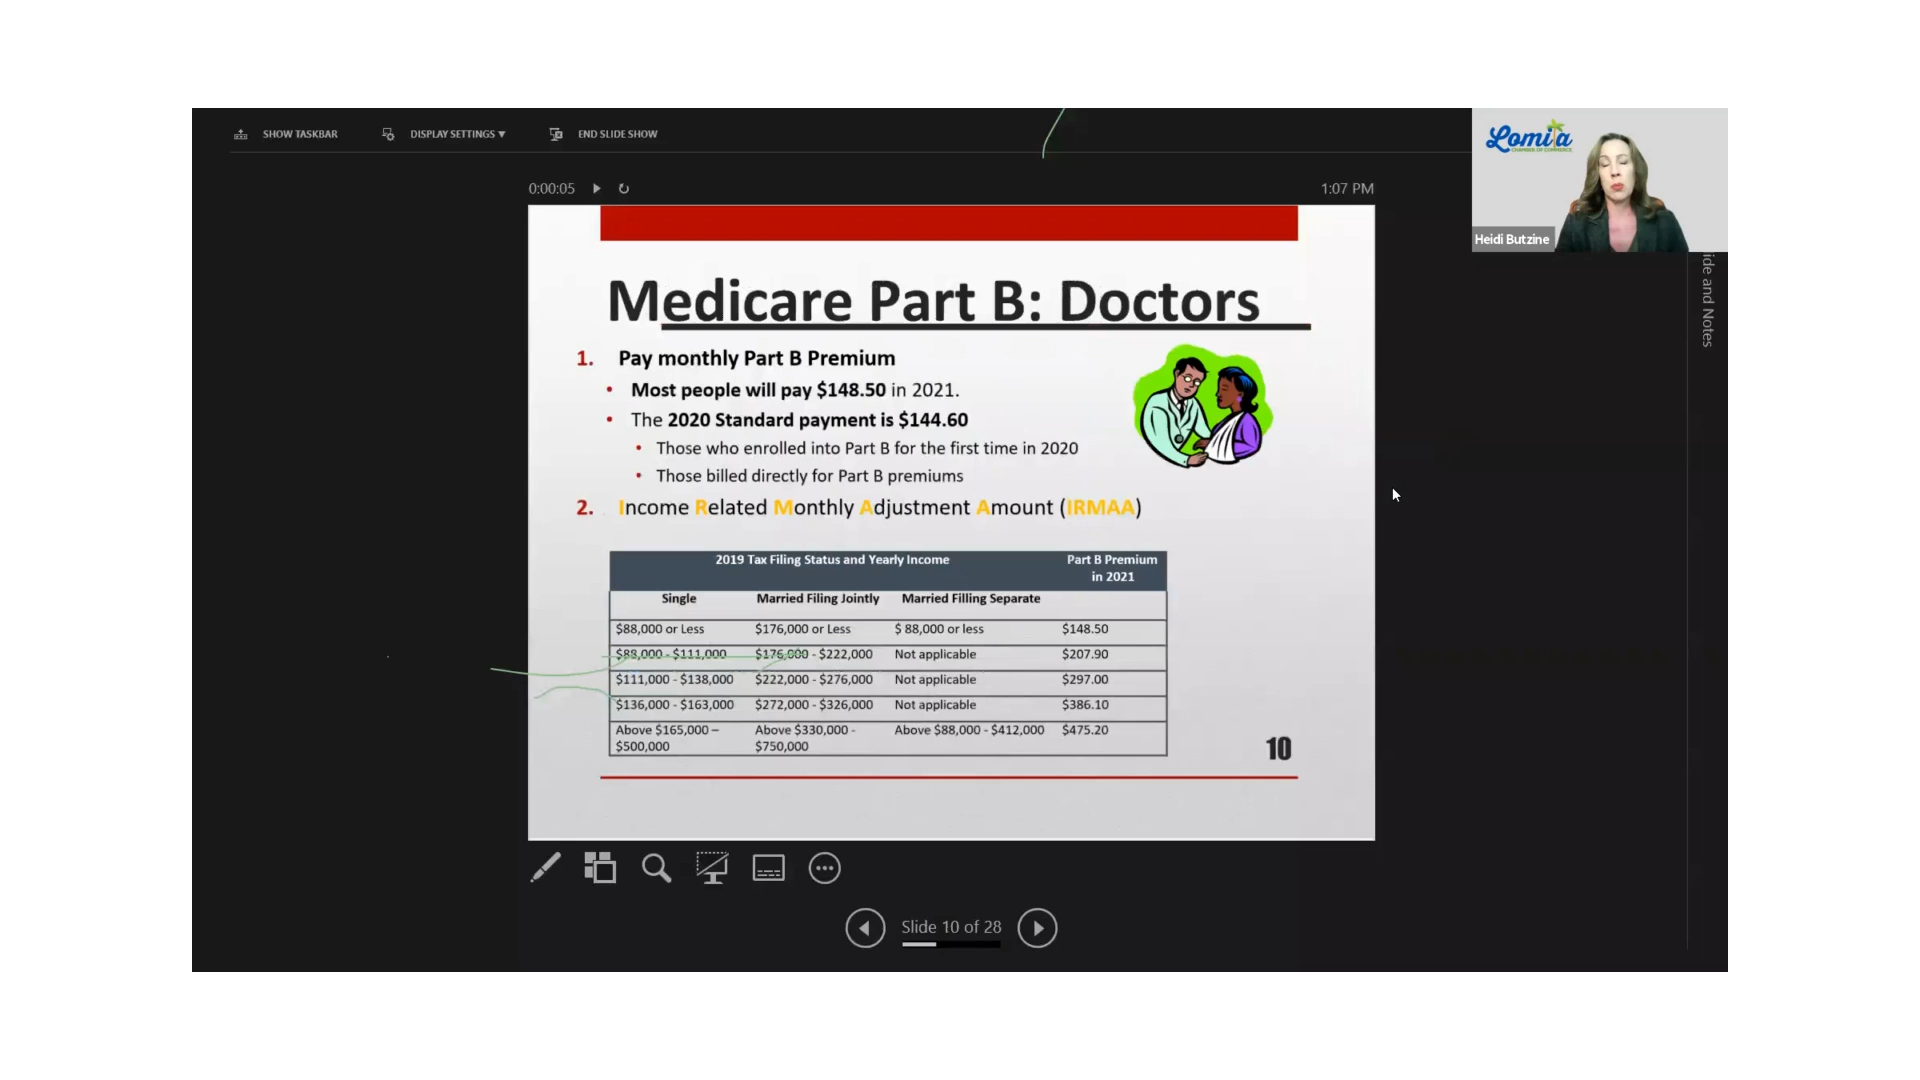 SHOW TASKBAR
DISPLAY SETTINGS ▼
END SLIDE SHOW
Lomita
CHAMBER OF COMMERCE
Heidi Butzine
0:00:05
1:07 PM
ide and Notes
Medicare Part B: Doctors
1. Pay monthly Part B Premium
• Most people will pay $148.50 in 2021.
• The 2020 Standard payment is $144.60
• Those who enrolled into Part B for the first time in 2020
• Those billed directly for Part B premiums
2. Income Related Monthly Adjustment Amount (IRMAA)
2019 Tax Filing Status and Yearly Income Part B Premium
in 2021
Single Married Filing Jointly Married Filling Separate
$88,000 or Less $176,000 or Less $ 88,000 or less $148.50
$88,000 - $111,000 $176,000 - $222,000 Not applicable $207.90
$111,000 - $138,000 $222,000 - $276,000 Not applicable $297.00
$136,000 - $163,000 $272,000 - $326,000 Not applicable $386.10
Above $165,000 – Above $330,000 - Above $88,000 - $412,000 $475.20
$500,000 $750,000
10
Slide 10 of 28